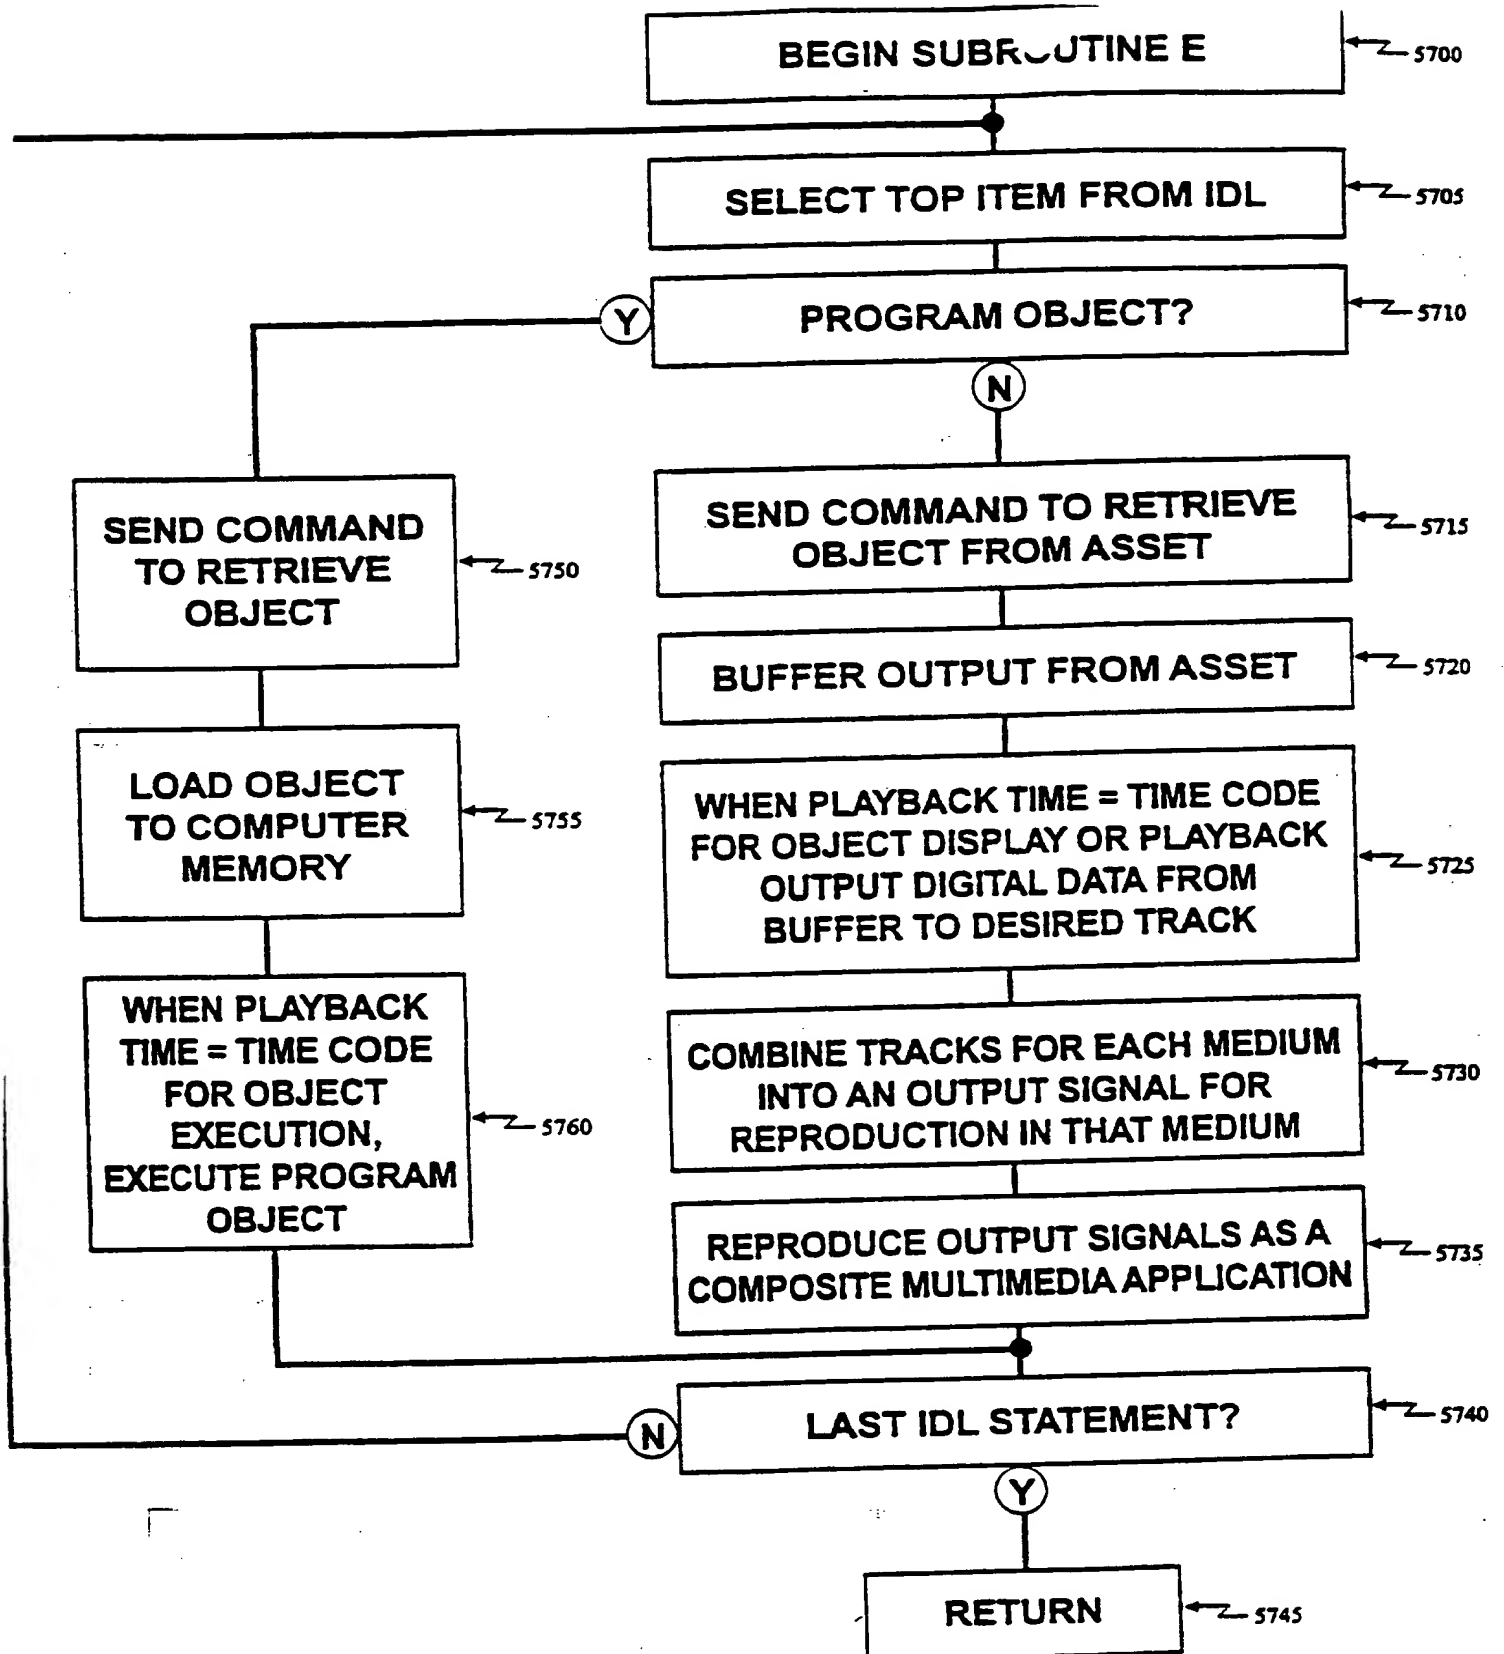 BEGIN SUBROUTINE E
5700
SELECT TOP ITEM FROM IDL
5705
PROGRAM OBJECT?
5710
Y
N
SEND COMMAND TO RETRIEVE
OBJECT FROM ASSET
5715
BUFFER OUTPUT FROM ASSET
5720
WHEN PLAYBACK TIME = TIME CODE
FOR OBJECT DISPLAY OR PLAYBACK
OUTPUT DIGITAL DATA FROM
BUFFER TO DESIRED TRACK
5725
COMBINE TRACKS FOR EACH MEDIUM
INTO AN OUTPUT SIGNAL FOR
REPRODUCTION IN THAT MEDIUM
5730
REPRODUCE OUTPUT SIGNALS AS A
COMPOSITE MULTIMEDIA APPLICATION
5735
SEND COMMAND
TO RETRIEVE
OBJECT
5750
LOAD OBJECT
TO COMPUTER
MEMORY
5755
WHEN PLAYBACK
TIME = TIME CODE
FOR OBJECT
EXECUTION,
EXECUTE PROGRAM
OBJECT
5760
LAST IDL STATEMENT?
5740
N
Y
RETURN
5745